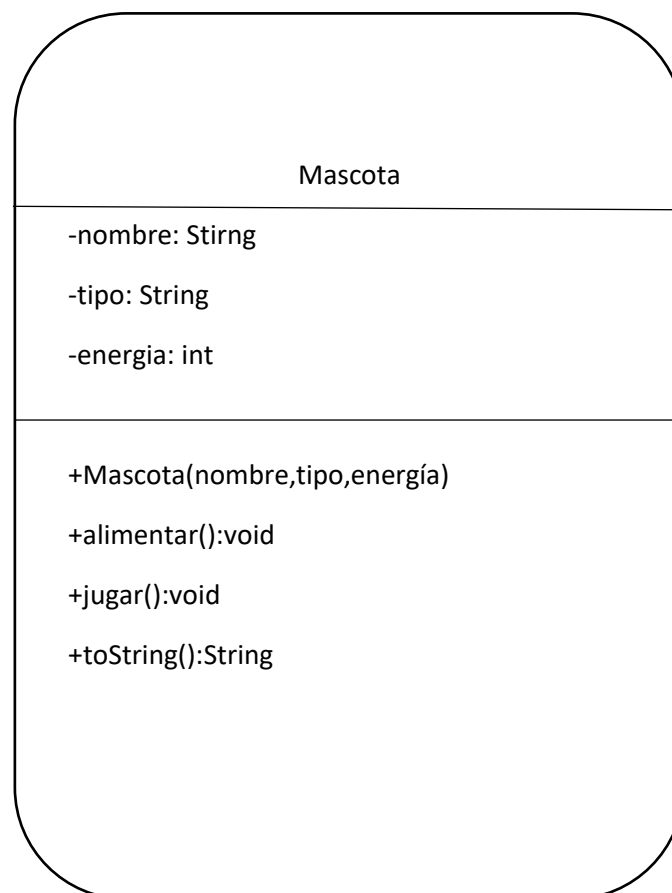 Mascota
-nombre: Stirng
-tipo: String
-energia: int
+Mascota(nombre,tipo,energía)
+alimentar():void
+jugar():void
+toString():String